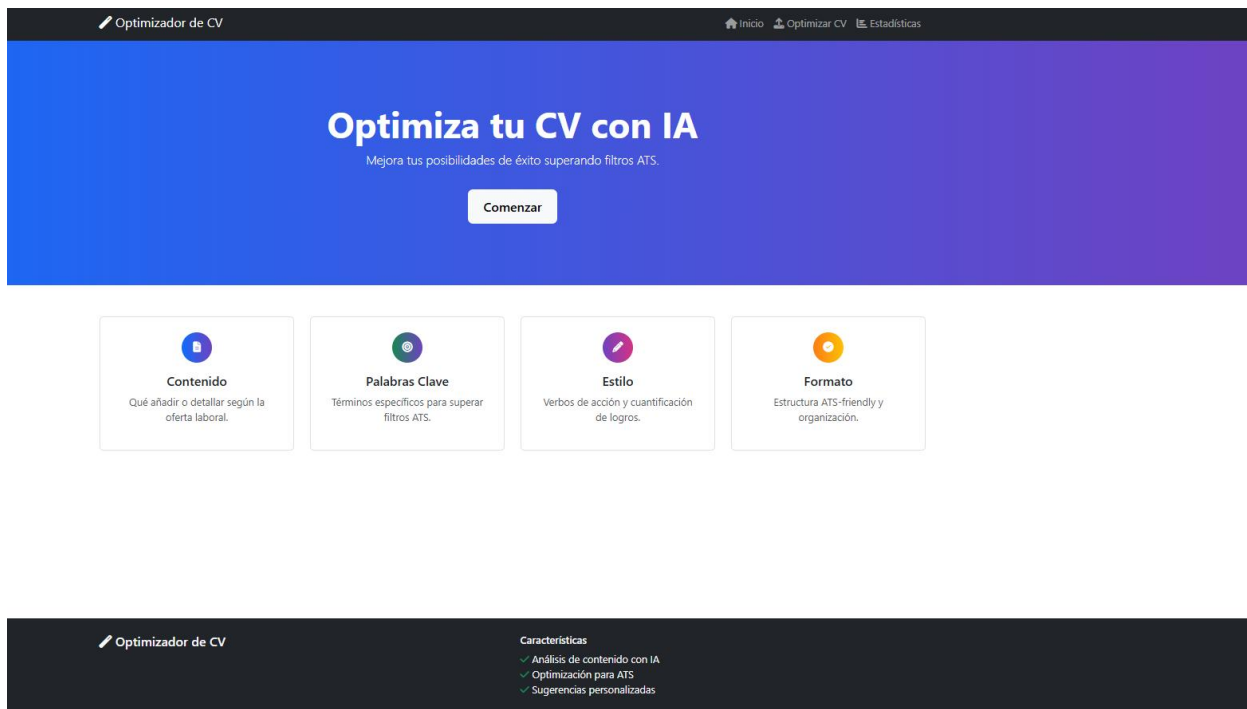 Optimizador de CV
Inicio Optimizar CV Estadísticas
Optimiza tu CV con IA
Mejora tus posibilidades de éxito superando filtros ATS.
Comenzar
Contenido
Qué añadir o detallar según la
oferta laboral.
Palabras Clave
Términos específicos para superar
filtros ATS.
Estilo
Verbos de acción y cuantificación
de logros.
Formato
Estructura ATS-friendly y
organización.
Optimizador de CV
Características
Análisis de contenido con IA
Optimización para ATS
Sugerencias personalizadas